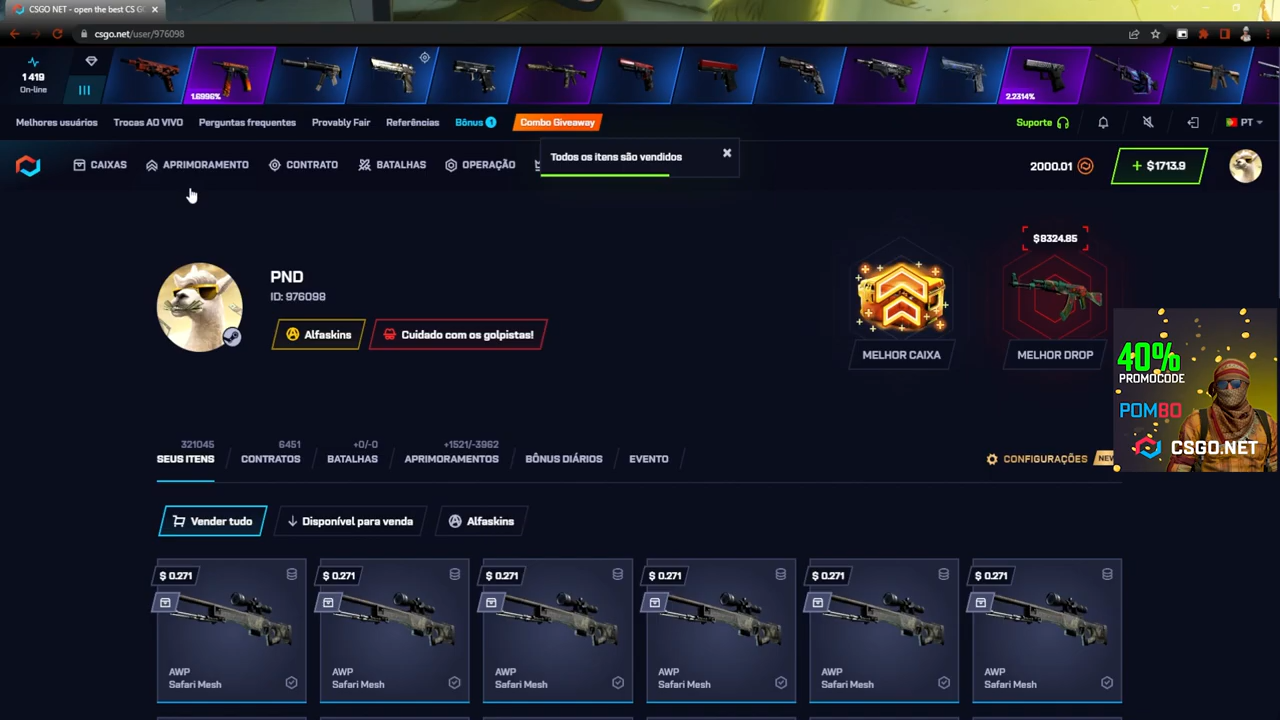 CSGO NET - open the best CS GO
csgo.net/user/976098
1 419
On-line
1.6996%
2.2314%
Melhores usuários Trocas AO VIVO Perguntas frequentes Provably Fair Referências Bônus 1 Combo Giveaway
Suporte PT
Todos os itens são vendidos
CAIXAS APRIMORAMENTO CONTRATO BATALHAS OPERAÇÃO
2000.01 + $1713.9
$8324.85
PND
ID: 976098
Alfaskins Cuidado com os golpistas!
MELHOR CAIXA MELHOR DROP
40%
PROMOCODE
POMBO
CSGO.NET
321045 6451 +0/-0 +1521/-3962
SEUS ITENS CONTRATOS BATALHAS APRIMORAMENTOS BÔNUS DIÁRIOS EVENTO
CONFIGURAÇÕES NEW
Vender tudo Disponível para venda Alfaskins
$ 0.271 $ 0.271 $ 0.271 $ 0.271 $ 0.271 $ 0.271
AWP AWP AWP AWP AWP AWP
Safari Mesh Safari Mesh Safari Mesh Safari Mesh Safari Mesh Safari Mesh